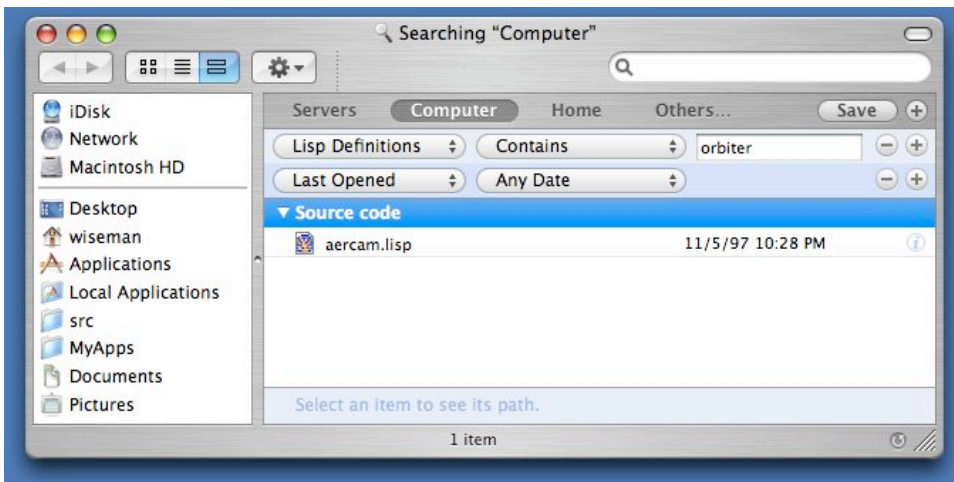 Searching “Computer”
iDisk
Network
Macintosh HD
Desktop
wiseman
Applications
Local Applications
src
MyApps
Documents
Pictures
Servers Computer Home Others... Save
Lisp Definitions Contains orbiter
Last Opened Any Date
Source code
aercam.lisp 11/5/97 10:28 PM
Select an item to see its path.
1 item